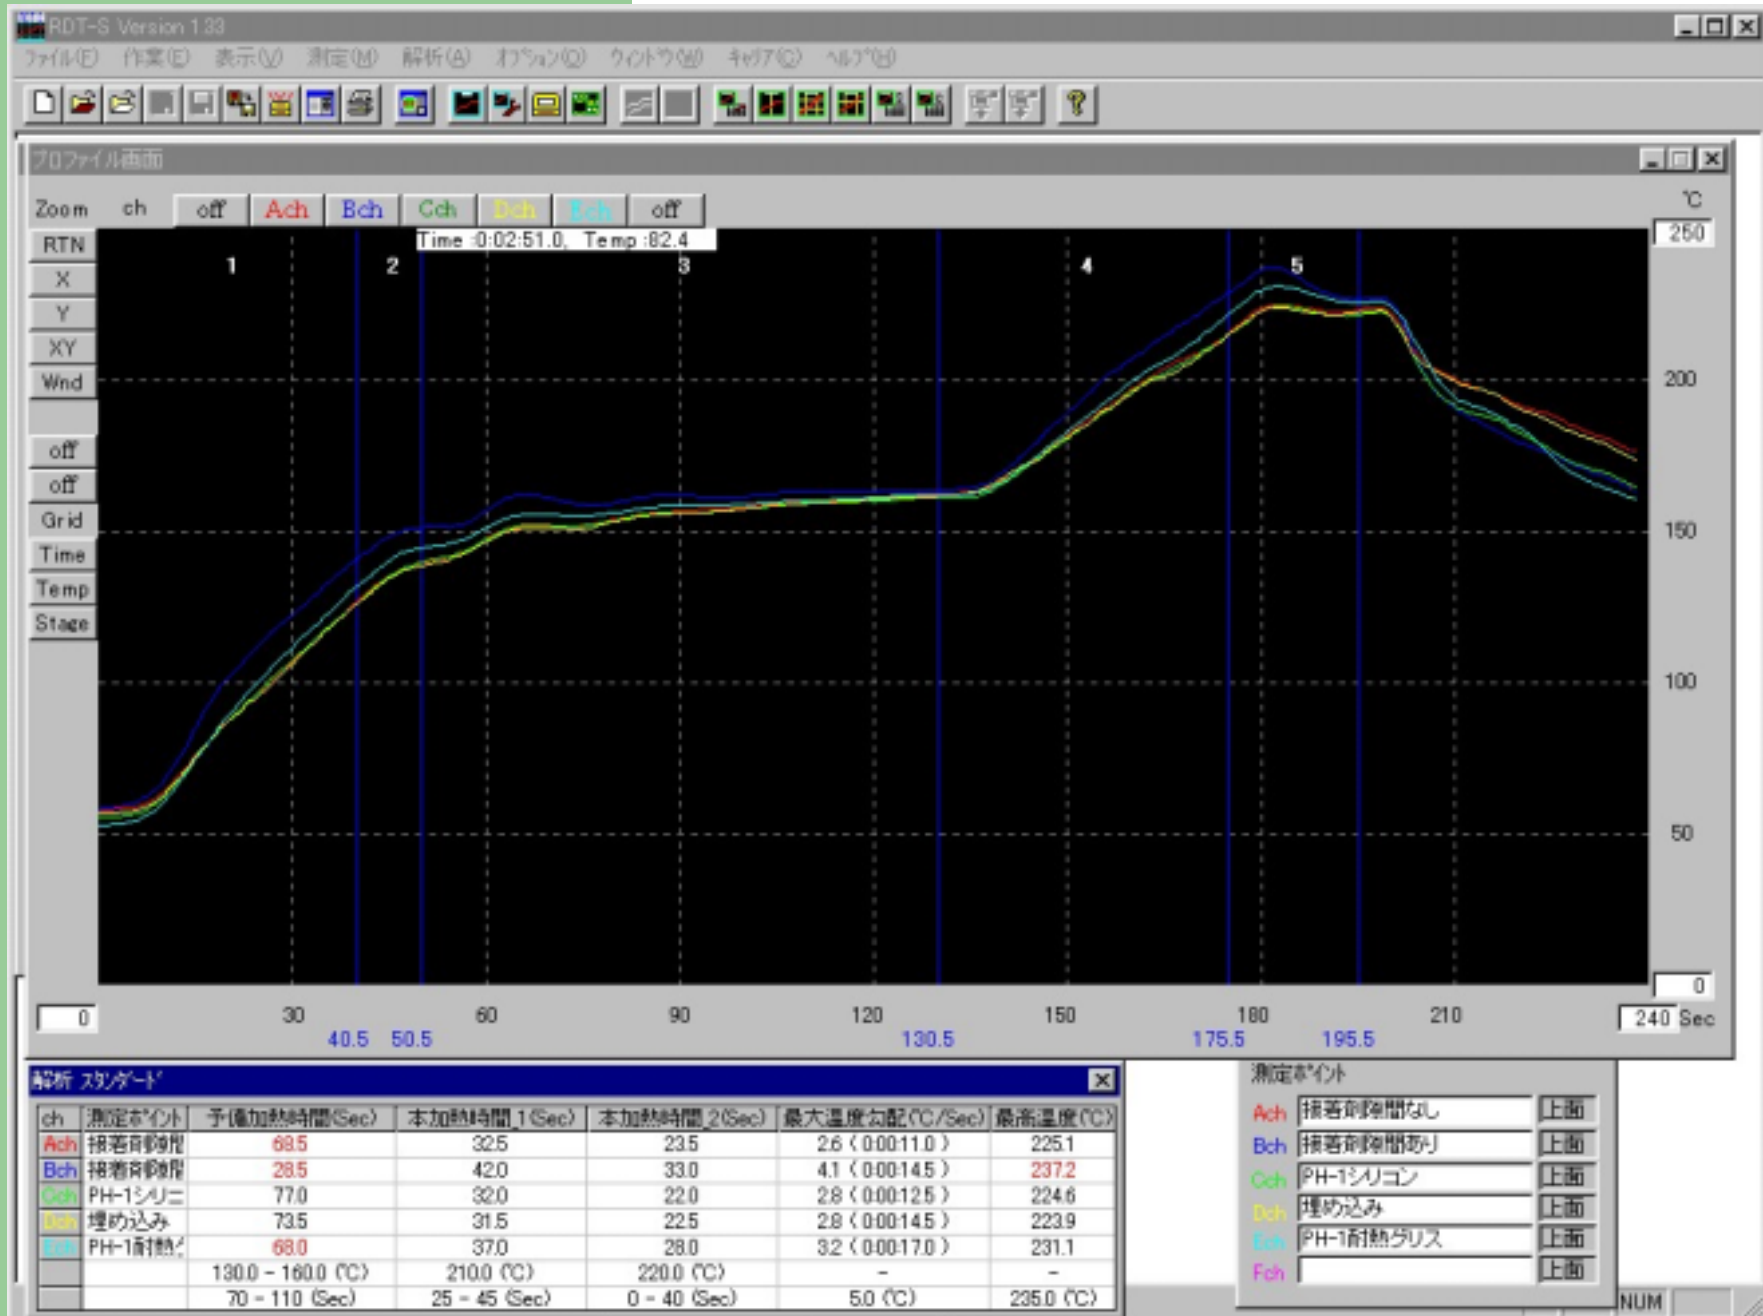 RDT-S Version 1.33
ファイル(F) 作業(E) 表示(V) 測定(M) 解析(A) オプション(O) ウィンドウ(W) キャリア(C) ヘルプ(H)
プロファイル画面
Zoom ch off Ach Bch Cch Dch Ech off °C
Time :0:02:51.0, Temp :82.4
RTN 250
1 2 3 4 5
X
Y
XY
Wnd 200
off
off
Grid
150
Time
Temp
Stage
100
50
0
0 30 60 90 120 150 180 210 240 Sec
40.5 50.5 130.5 175.5 195.5
解析 スタンダード
ch 測定ポイント 予備加熱時間(Sec) 本加熱時間_1(Sec) 本加熱時間_2(Sec) 最大温度勾配(°C/Sec) 最高温度(°C)
Ach 接着剤隙間 68.5 32.5 23.5 2.6 ( 0:00:11.0 ) 225.1
Bch 接着剤隙間 28.5 42.0 33.0 4.1 ( 0:00:14.5 ) 237.2
Cch PH-1シリコ 77.0 32.0 22.0 2.8 ( 0:00:12.5 ) 224.6
Dch 埋め込み 73.5 31.5 22.5 2.8 ( 0:00:14.5 ) 223.9
Ech PH-1耐熱グ 68.0 37.0 28.0 3.2 ( 0:00:17.0 ) 231.1
130.0 - 160.0 (°C) 210.0 (°C) 220.0 (°C) - -
70 - 110 (Sec) 25 - 45 (Sec) 0 - 40 (Sec) 5.0 (°C) 235.0 (°C)
測定ポイント
Ach 接着剤隙間なし 上面
Bch 接着剤隙間あり 上面
Cch PH-1シリコン 上面
Dch 埋め込み 上面
Ech PH-1耐熱グリス 上面
Fch 上面
NUM